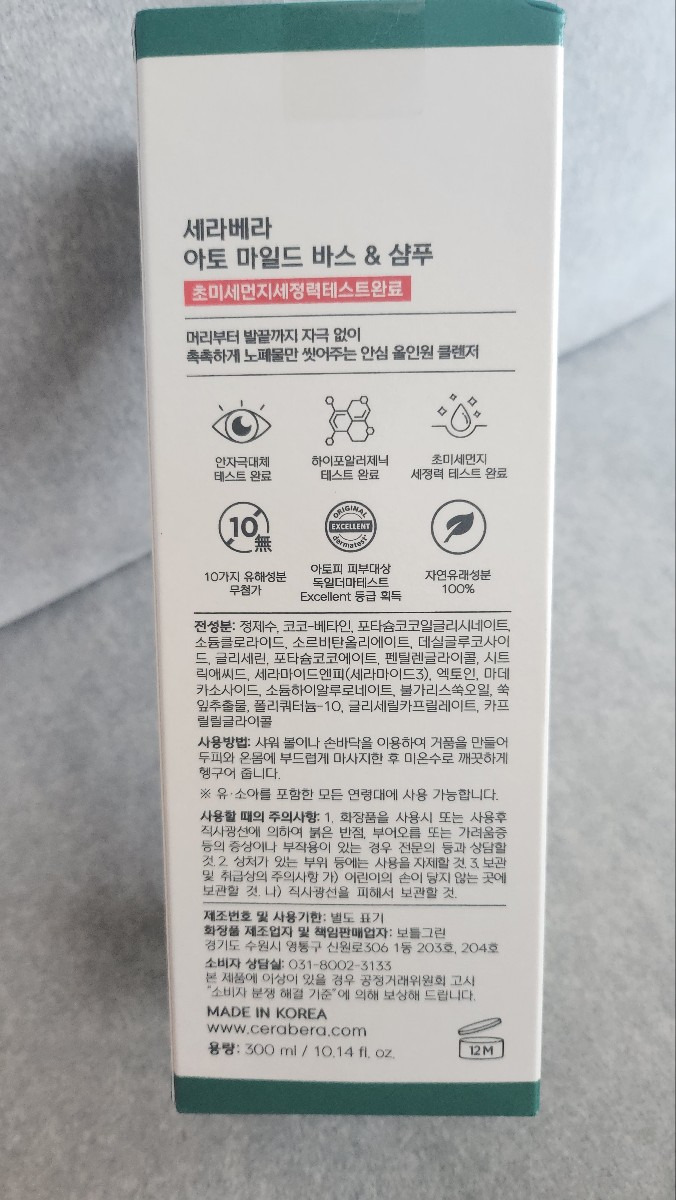 세라베라
아토 마일드 바스 & 샴푸
초미세먼지세정력테스트완료
머리부터 발끝까지 자극 없이
촉촉하게 노폐물만 씻어주는 안심 올인원 클렌저
안자극대체
테스트 완료
하이포알러제닉
테스트 완료
초미세먼지
세정력 테스트 완료
10
無
10가지 유해성분
무첨가
ORIGINAL
EXCELLENT
dermatest
아토피 피부대상
독일더마테스트
Excellent 등급 획득
자연유래성분
100%
전성분: 정제수, 코코-베타인, 포타슘코코일글리시네이트,
소듐클로라이드, 소르비탄올리에이트, 데실글루코사이
드, 글리세린, 포타슘코코에이트, 펜틸렌글라이콜, 시트
릭애씨드, 세라마이드엔피(세라마이드3), 엑토인, 마데
카소사이드, 소듐하이알루로네이트, 불가리스쑥오일, 쑥
잎추출물, 폴리쿼터늄-10, 글리세릴카프릴레이트, 카프
릴릴글라이콜
사용방법: 샤워 볼이나 손바닥을 이용하여 거품을 만들어
두피와 온몸에 부드럽게 마사지한 후 미온수로 깨끗하게
헹구어 줍니다.
※ 유·소아를 포함한 모든 연령대에 사용 가능합니다.
사용할 때의 주의사항: 1. 화장품을 사용시 또는 사용후
직사광선에 의하여 붉은 반점, 부어오름 또는 가려움증
등의 증상이나 부작용이 있는 경우 전문의 등과 상담할
것. 2. 상처가 있는 부위 등에는 사용을 자제할 것. 3. 보관
및 취급상의 주의사항 가) 어린이의 손이 닿지 않는 곳에
보관할 것. 나) 직사광선을 피해서 보관할 것.
제조번호 및 사용기한: 별도 표기
화장품 제조업자 및 책임판매업자: 보틀그린
경기도 수원시 영통구 신원로306 1동 203호, 204호
소비자 상담실: 031-8002-3133
본 제품에 이상이 있을 경우 공정거래위원회 고시
"소비자 분쟁 해결 기준"에 의해 보상해 드립니다.
MADE IN KOREA
www.cerabera.com
용량: 300 ml / 10.14 fl. oz.
12M